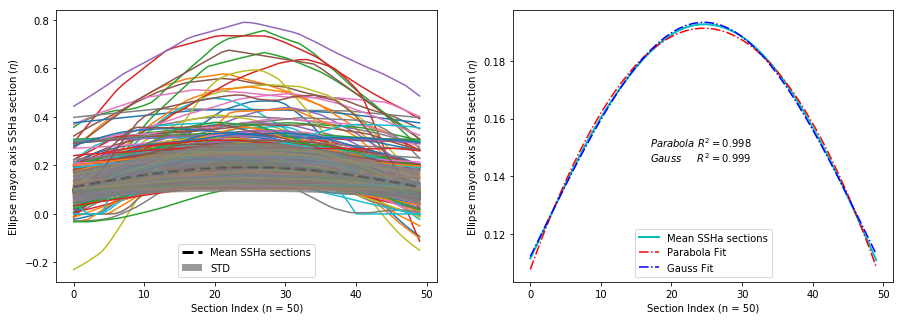 Ellipse mayor axis SSHa section (η)
0.8
0.6
0.4
0.2
0.0
−0.2
Mean SSHa sections
STD
0 10 20 30 40 50
Section Index (n = 50)
Ellipse mayor axis SSHa section (η)
0.18
0.16
0.14
0.12
Parabola R² = 0.998
Gauss R² = 0.999
Mean SSHa sections
Parabola Fit
Gauss Fit
0 10 20 30 40 50
Section Index (n = 50)